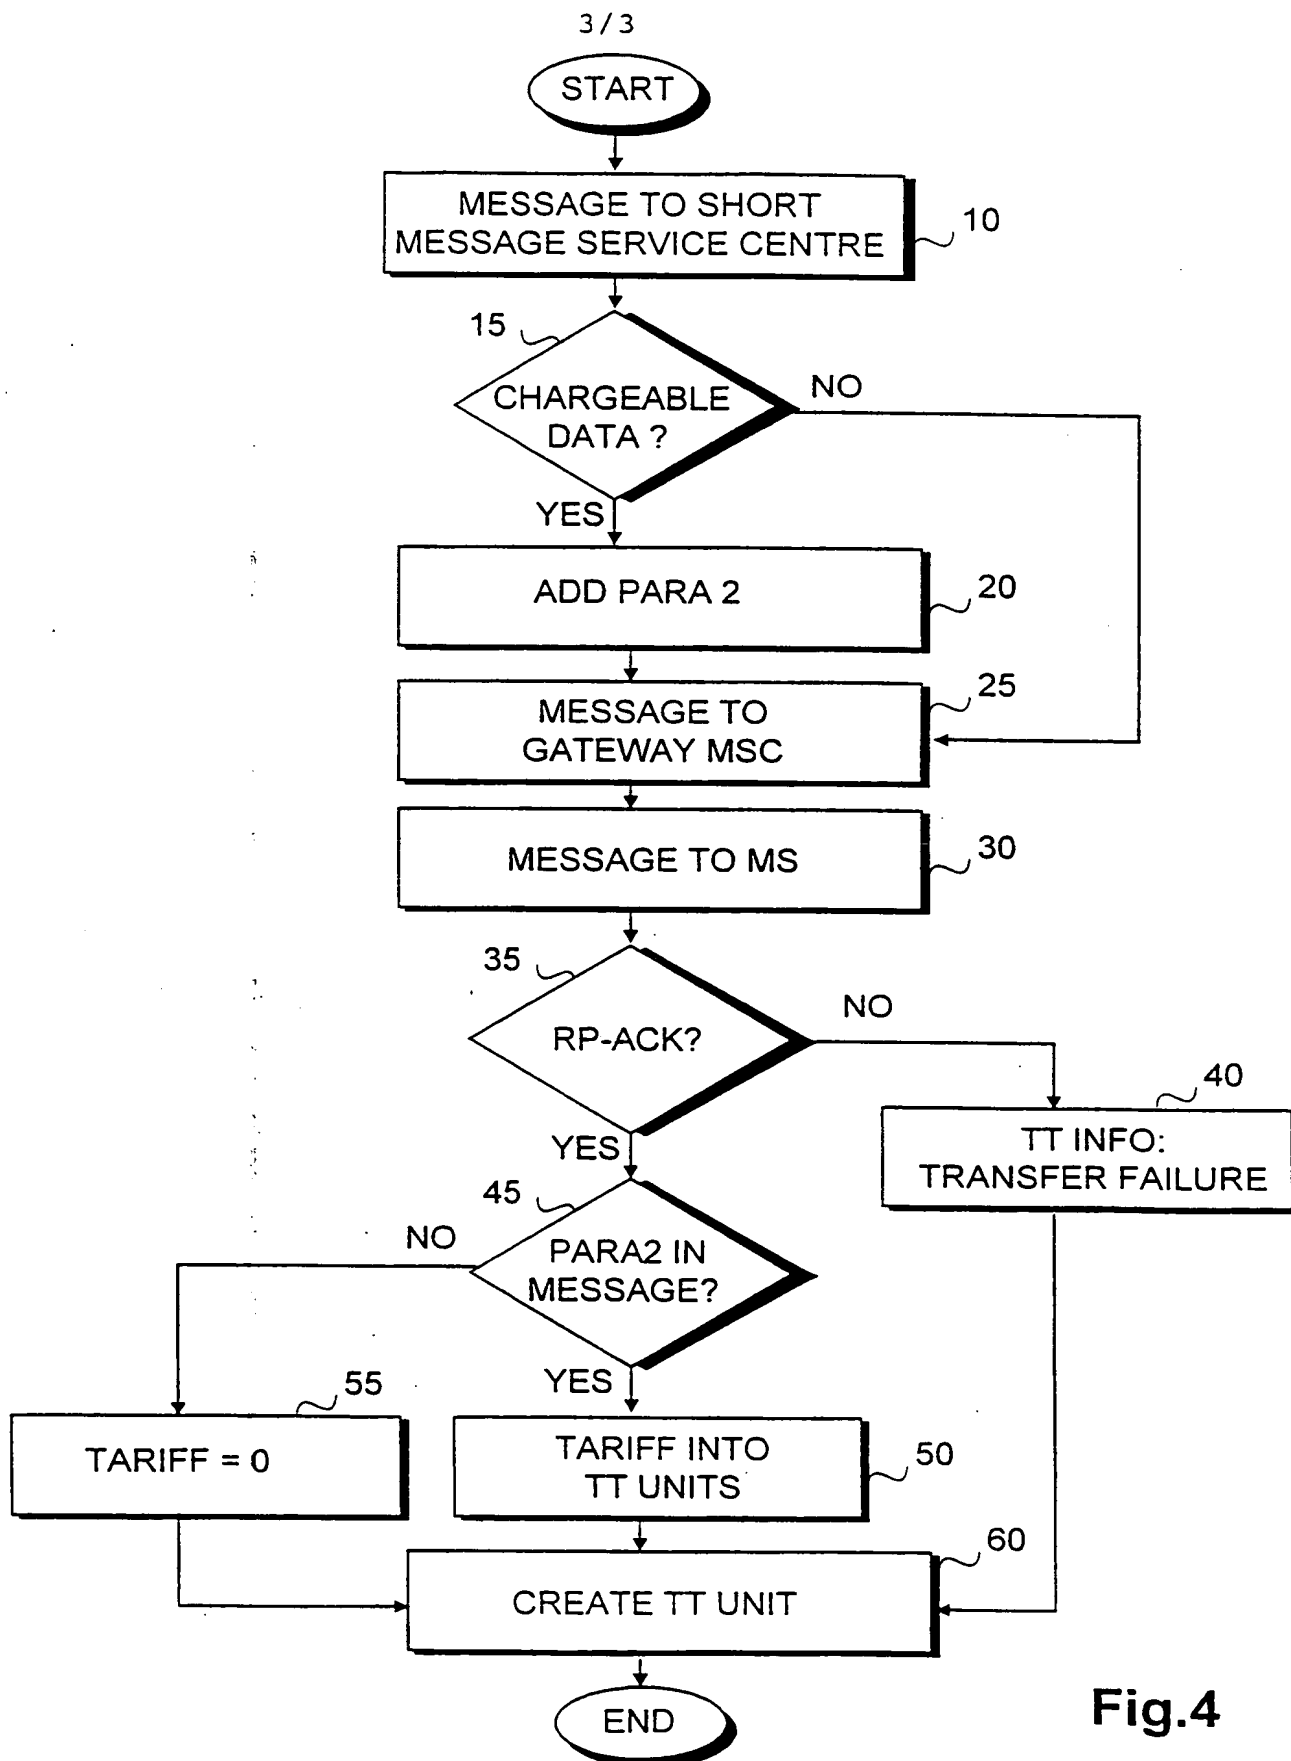 3/3
START
MESSAGE TO SHORT
MESSAGE SERVICE CENTRE
10
15
CHARGEABLE
DATA ?
NO
YES
ADD PARA 2
20
MESSAGE TO
GATEWAY MSC
25
MESSAGE TO MS
30
35
RP-ACK?
NO
YES
40
TT INFO:
TRANSFER FAILURE
45
PARA2 IN
MESSAGE?
NO
YES
55
TARIFF = 0
TARIFF INTO
TT UNITS
50
60
CREATE TT UNIT
END
Fig.4